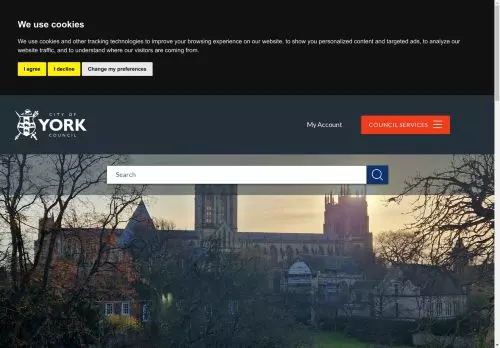 We use cookies
We use cookies and other tracking technologies to improve your browsing experience on our website, to show you personalized content and targeted ads, to analyze our
website traffic, and to understand where our visitors are coming from.
I agree
I decline
Change my preferences
CITY OF
YORK
COUNCIL
My Account
COUNCIL SERVICES
Search